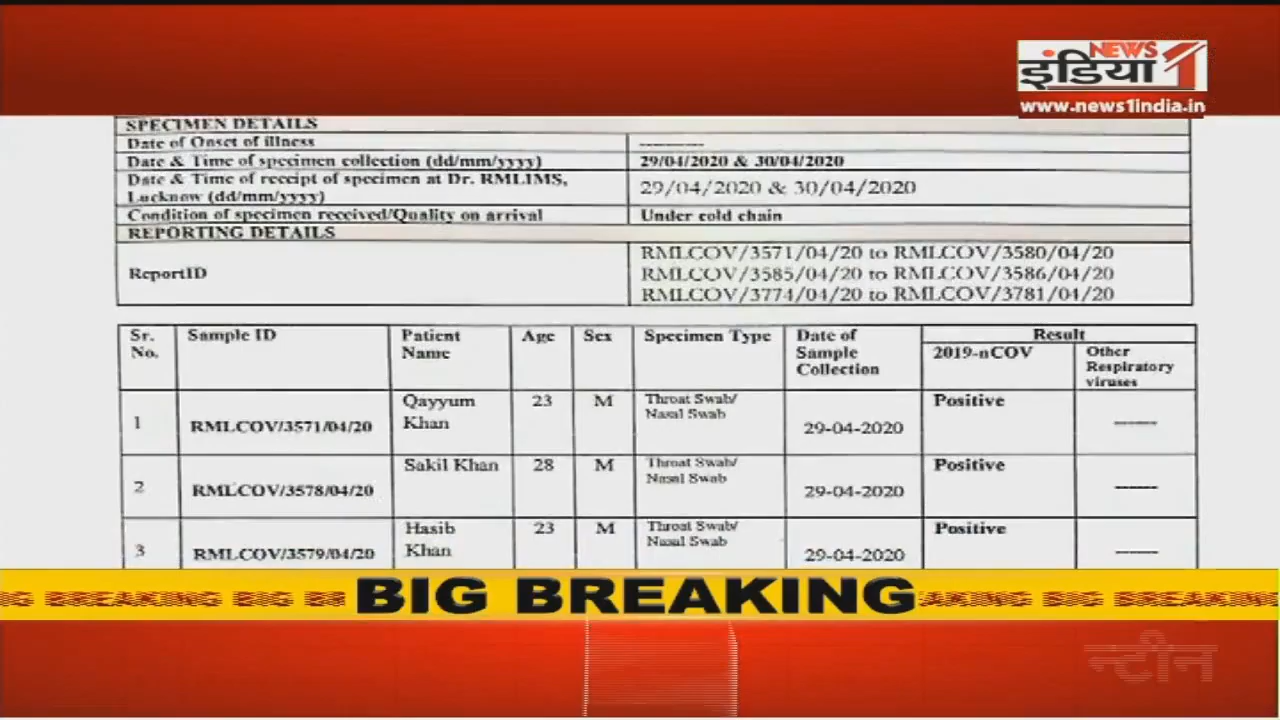 NEWS
इंडिया 1
www.news1india.in
SPECIMEN DETAILS
Date of Onset of illness ----------
Date & Time of specimen collection (dd/mm/yyyy) 29/04/2020 & 30/04/2020
Date & Time of receipt of specimen at Dr. RMLIMS,
Lucknow (dd/mm/yyyy) 29/04/2020 & 30/04/2020
Condition of specimen received/Quality on arrival Under cold chain
REPORTING DETAILS
ReportID
RMLCOV/3571/04/20 to RMLCOV/3580/04/20
RMLCOV/3585/04/20 to RMLCOV/3586/04/20
RMLCOV/3774/04/20 to RMLCOV/3781/04/20
Sr. No. Sample ID Patient Name Age Sex Specimen Type Date of Sample Collection Result
2019-nCOV Other Respiratory viruses
1 RMLCOV/3571/04/20 Qayyum Khan 23 M Throat Swab/ Nasal Swab 29-04-2020 Positive ------
2 RMLCOV/3578/04/20 Sakil Khan 28 M Throat Swab/ Nasal Swab 29-04-2020 Positive ------
3 RMLCOV/3579/04/20 Hasib Khan 23 M Throat Swab/ Nasal Swab 29-04-2020 Positive ------
BIG BREAKING